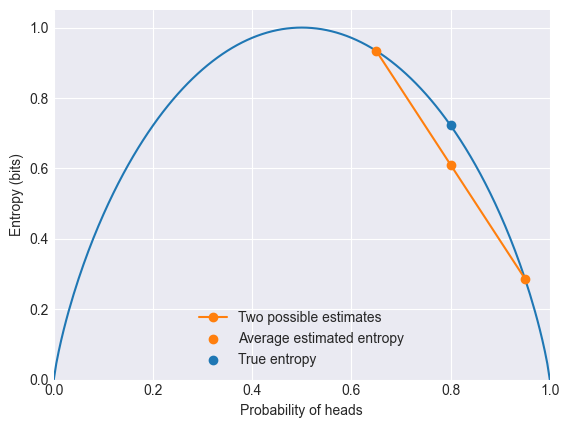 1.0
0.8
0.6
0.4
0.2
0.0
Entropy (bits)
Two possible estimates
Average estimated entropy
True entropy
0.0 0.2 0.4 0.6 0.8 1.0
Probability of heads